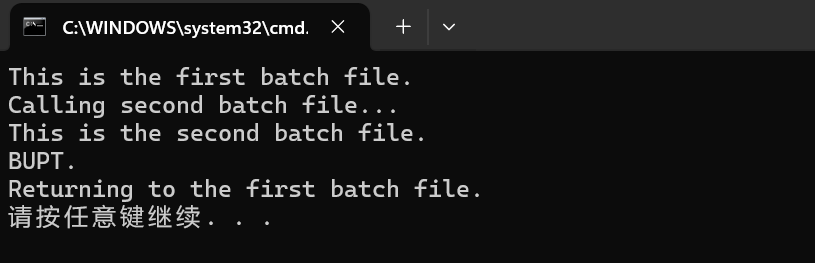 C:\WINDOWS\system32\cmd.
This is the first batch file.
Calling second batch file...
This is the second batch file.
BUPT.
Returning to the first batch file.
请按任意键继续. . .